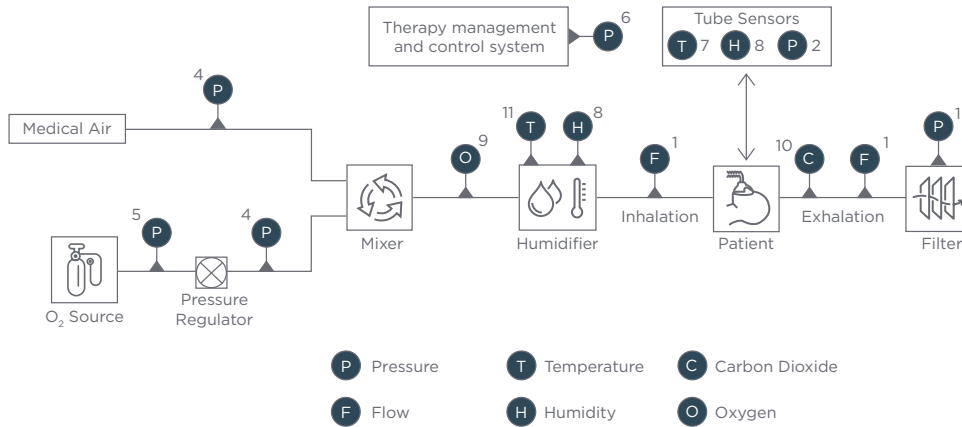 Therapy management
and control system
P 6
Tube Sensors
T 7 H 8 P 2
4 P
Medical Air
11 T
H 8
O 9
F 1
10 C
F 1
P 1
5 P
4 P
Mixer
Humidifier
Inhalation
Patient
Exhalation
Filter
O₂ Source
Pressure
Regulator
P Pressure
T Temperature
C Carbon Dioxide
F Flow
H Humidity
O Oxygen